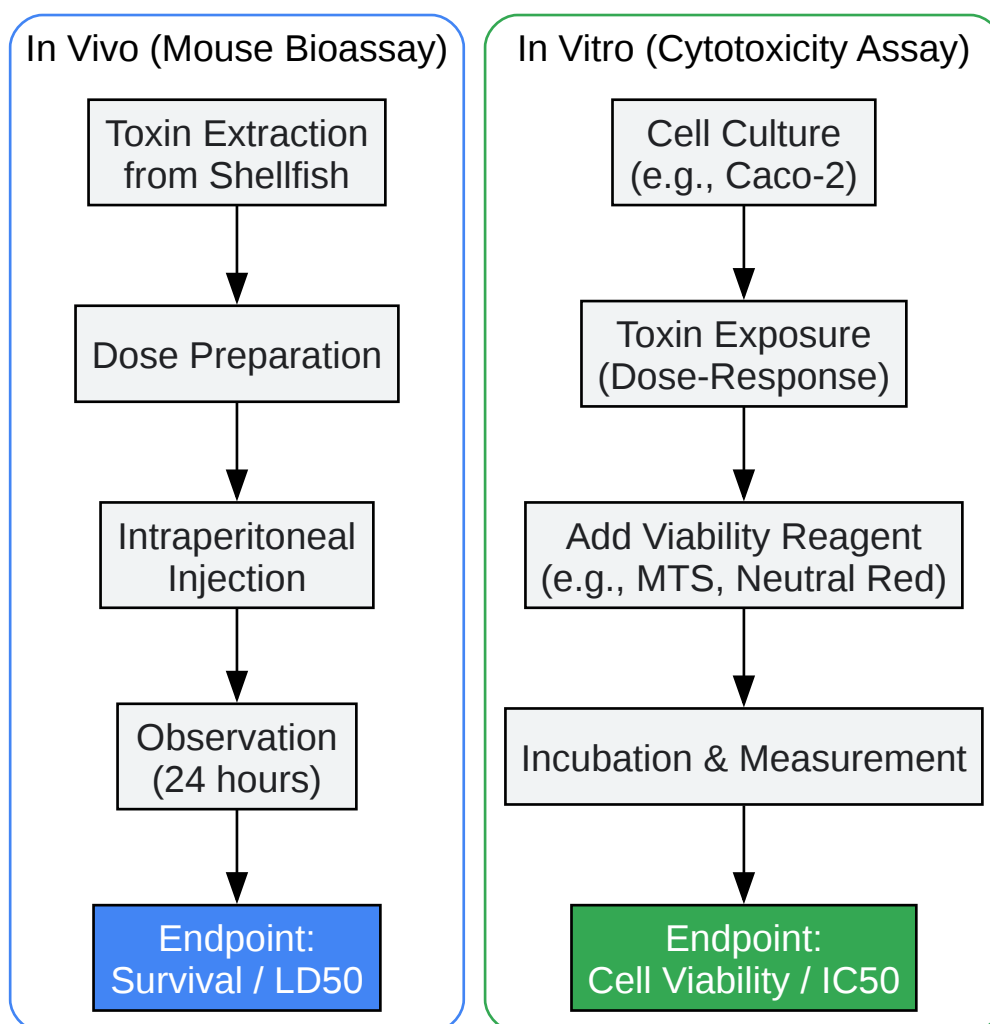 In Vivo (Mouse Bioassay)
Toxin Extraction
from Shellfish
Dose Preparation
Intraperitoneal
Injection
Observation
(24 hours)
Endpoint:
Survival / LD50
In Vitro (Cytotoxicity Assay)
Cell Culture
(e.g., Caco-2)
Toxin Exposure
(Dose-Response)
Add Viability Reagent
(e.g., MTS, Neutral Red)
Incubation & Measurement
Endpoint:
Cell Viability / IC50